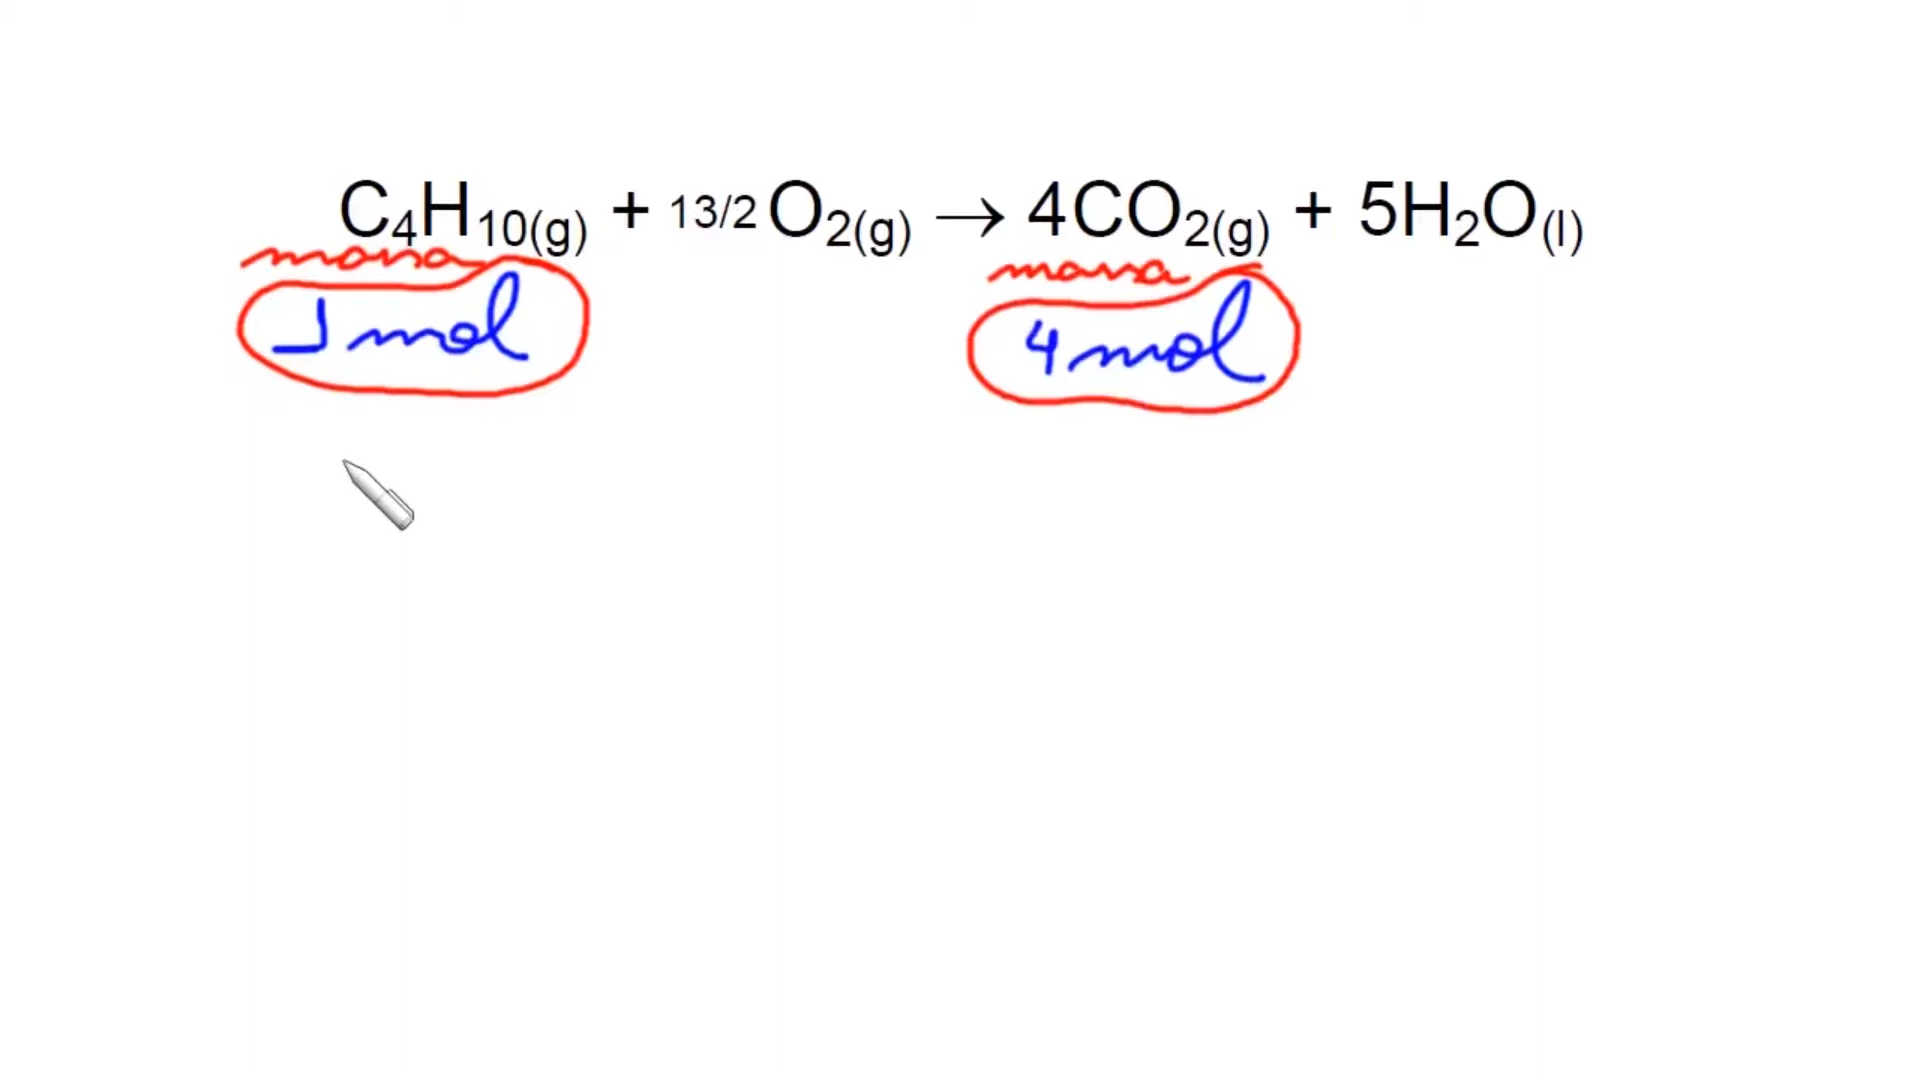 C₄H₁₀(g) + 13/2 O₂(g) → 4CO₂(g) + 5H₂O(l)
massa massa
1 mol 4 mol